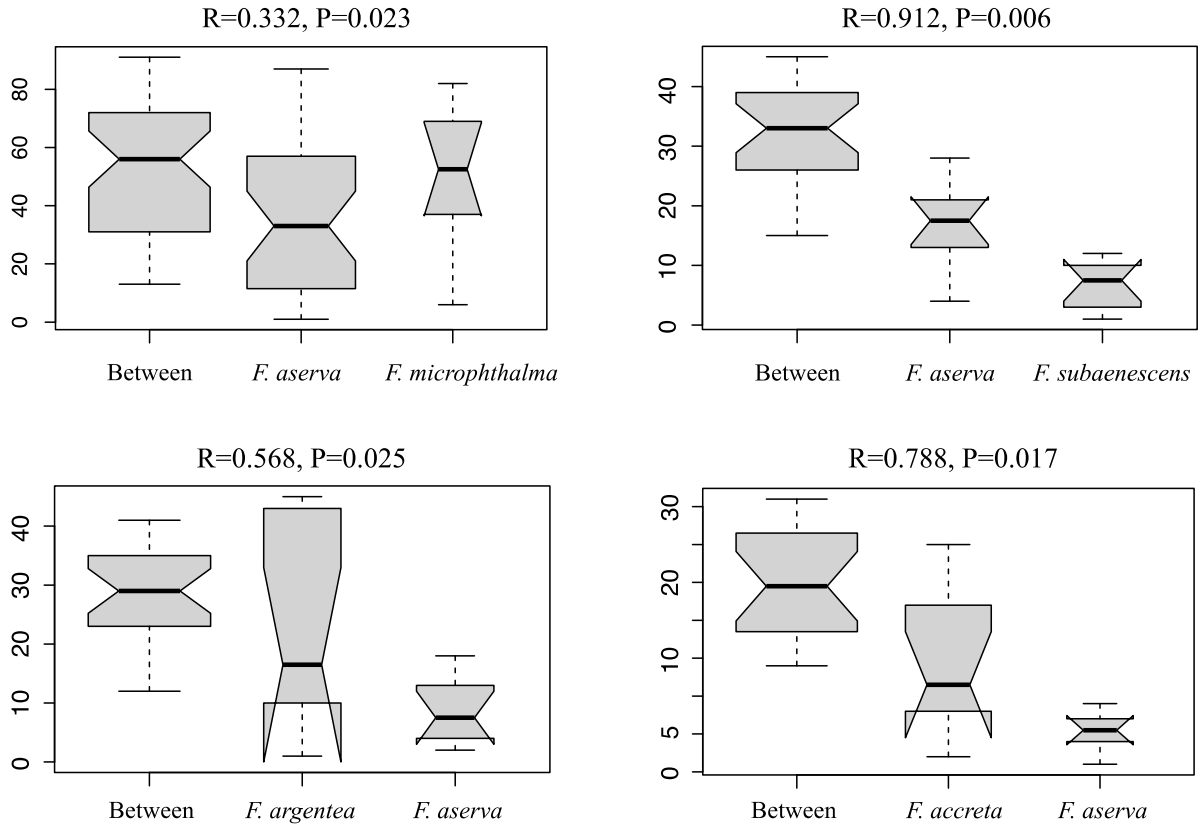 R=0.332, P=0.023
80
60
40
20
0
Between F. aserva F. microphthalma
R=0.912, P=0.006
40
30
20
10
0
Between F. aserva F. subaenescens
R=0.568, P=0.025
40
30
20
10
0
Between F. argentea F. aserva
R=0.788, P=0.017
30
20
10
5
0
Between F. accreta F. aserva